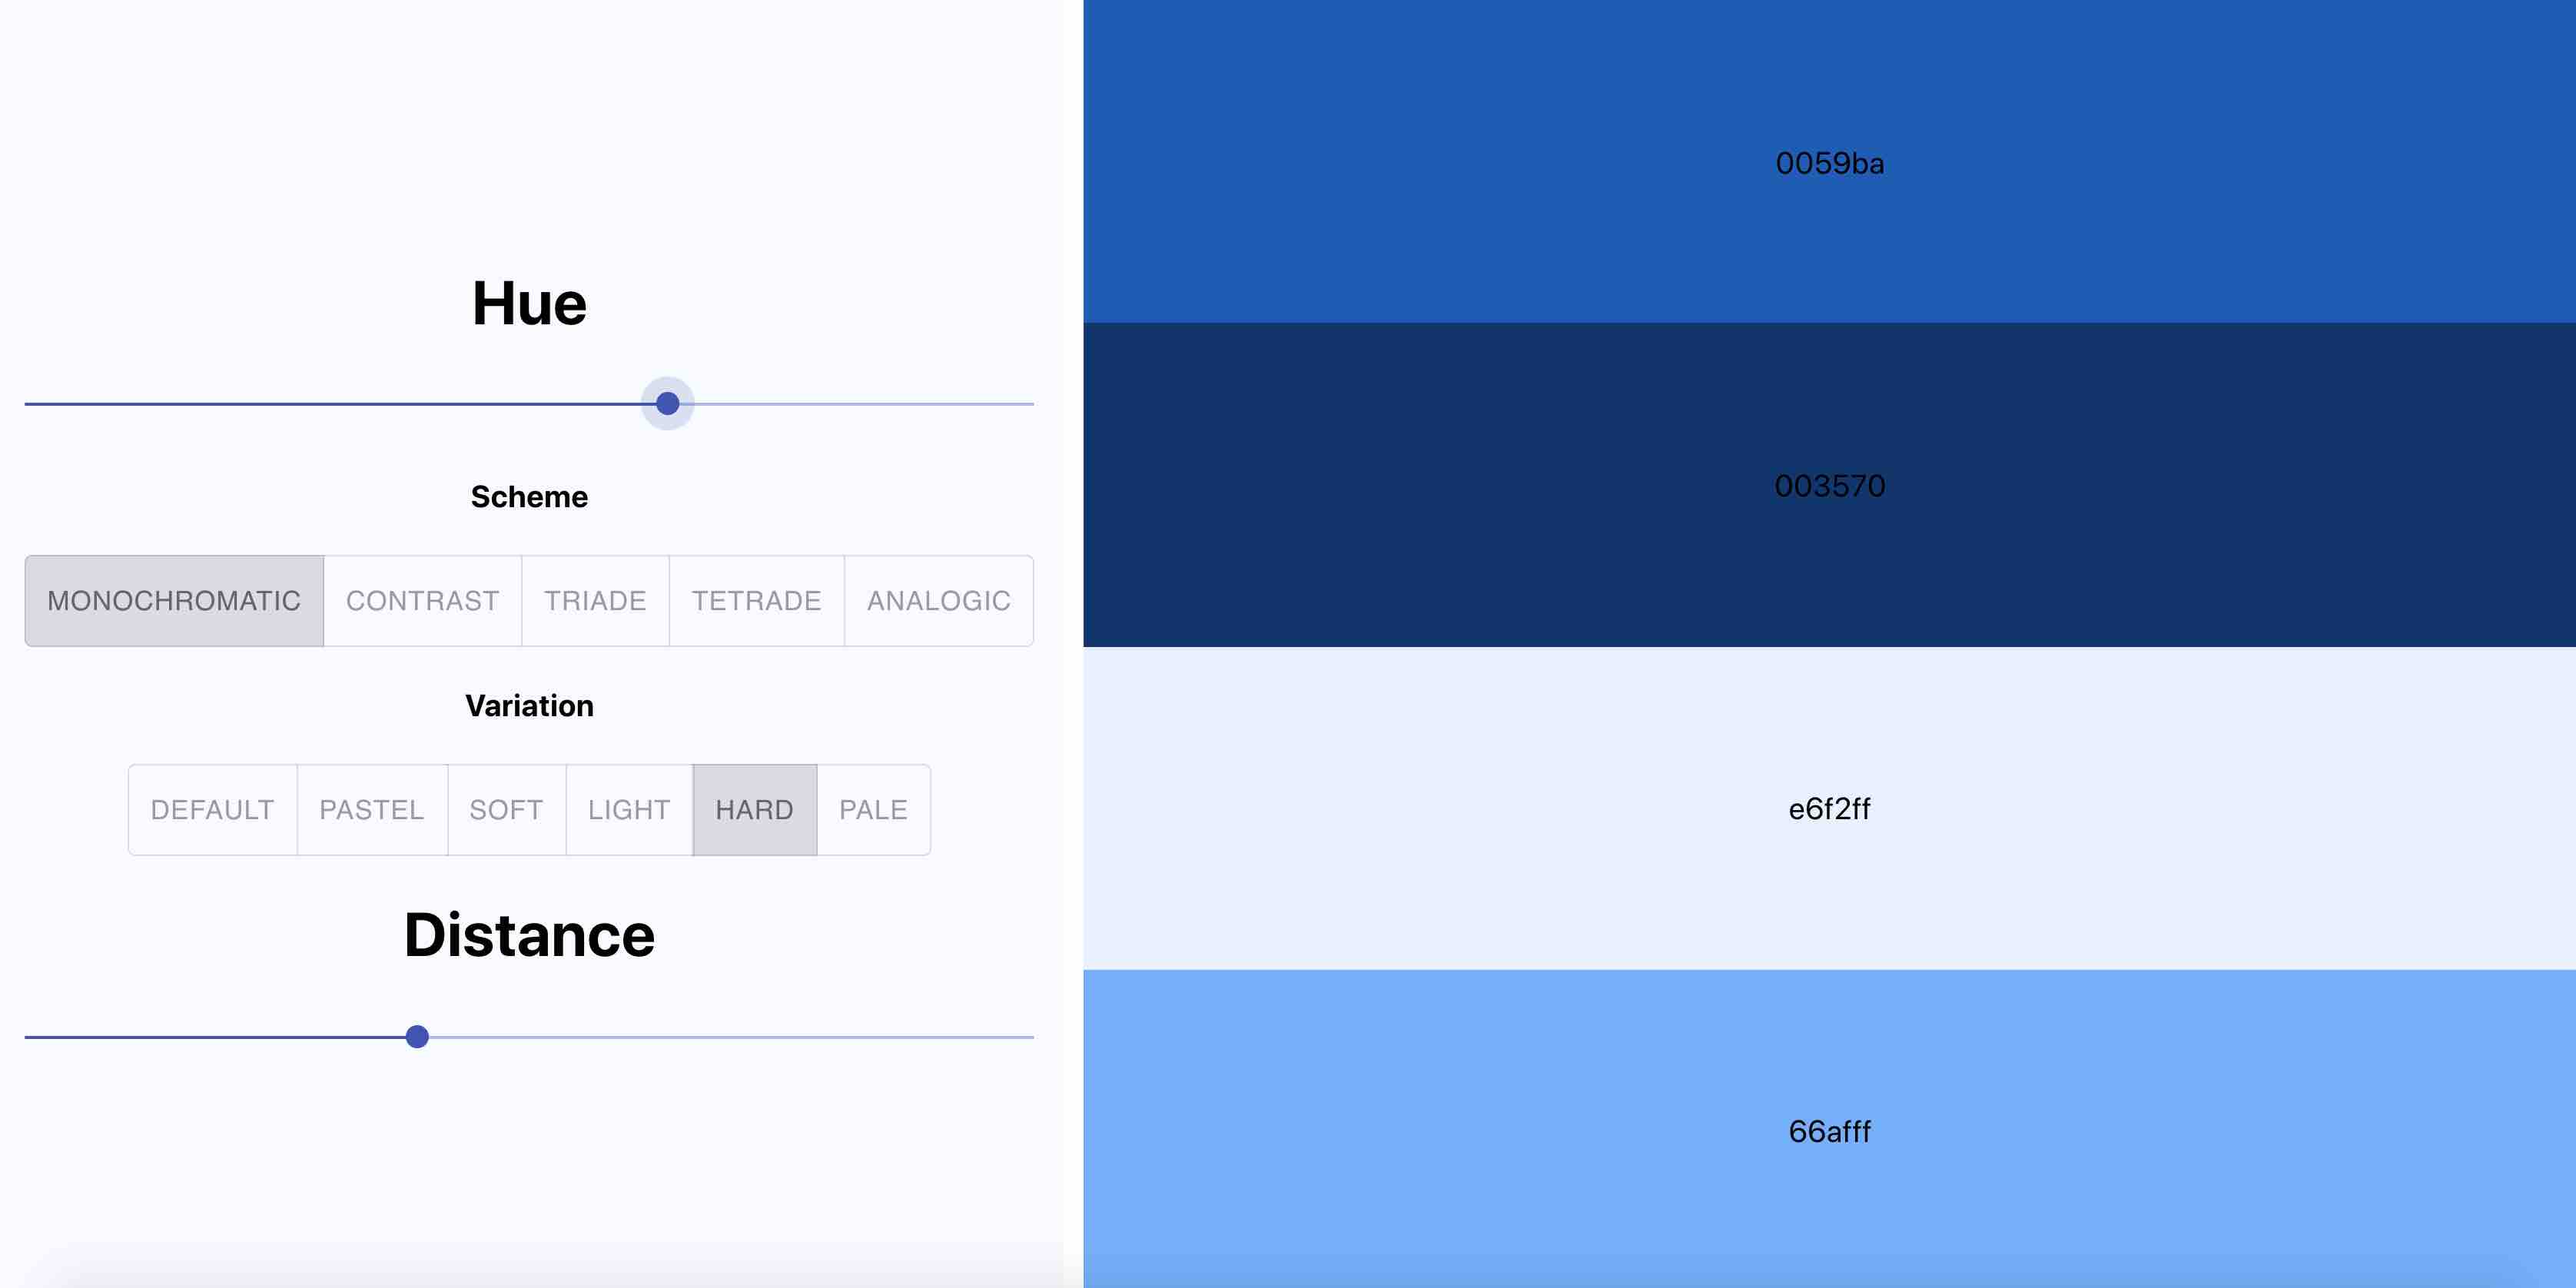 Hue
Scheme
MONOCHROMATIC CONTRAST TRIADE TETRADE ANALOGIC
Variation
DEFAULT PASTEL SOFT LIGHT HARD PALE
Distance
0059ba
003570
e6f2ff
66afff